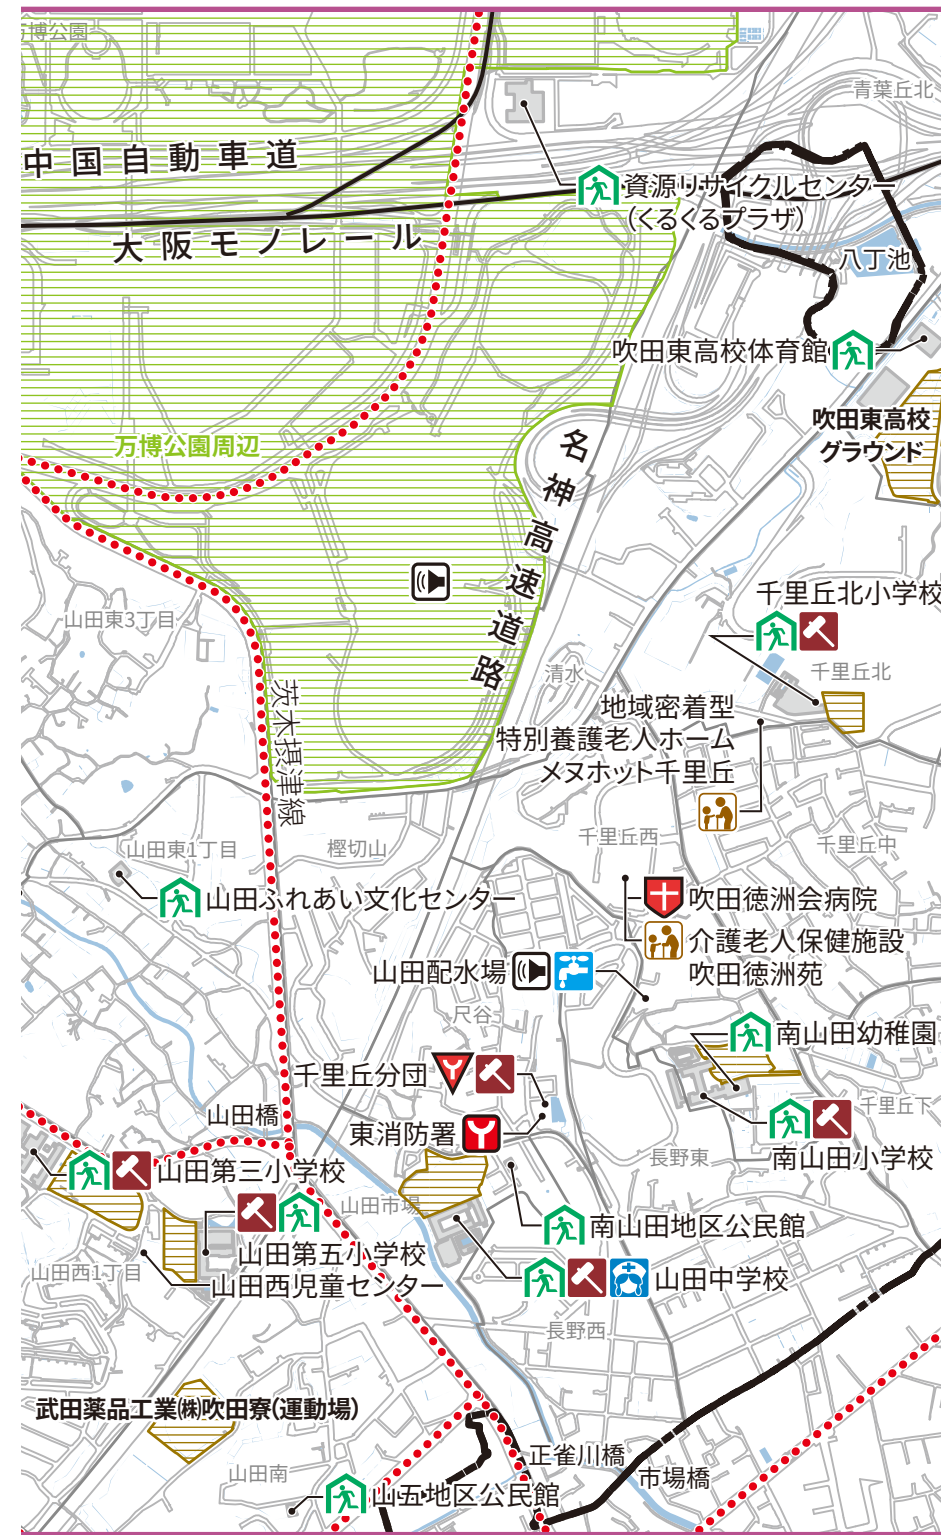 万博公園
青葉丘北
中国自動車道
資源リサイクルセンター
（くるくるプラザ）
大阪モノレール
八丁池
吹田東高校体育館
吹田東高校
グラウンド
万博公園周辺
名神高速道路
千里丘北小学校
山田東3丁目
千里丘北
清水
茨木摂津線
地域密着型
特別養護老人ホーム
メヌホット千里丘
千里丘西
千里丘中
山田東1丁目
樫切山
山田ふれあい文化センター
吹田徳洲会病院
介護老人保健施設
吹田徳洲苑
山田配水場
尺谷
南山田幼稚園
千里丘分団
千里丘下
山田橋
東消防署
長野東
南山田小学校
山田第三小学校
山田市場
南山田地区公民館
山田第五小学校
山田西1丁目
山田西児童センター
山田中学校
長野西
武田薬品工業㈱吹田寮(運動場)
正雀川橋
市場橋
山田南
山五地区公民館